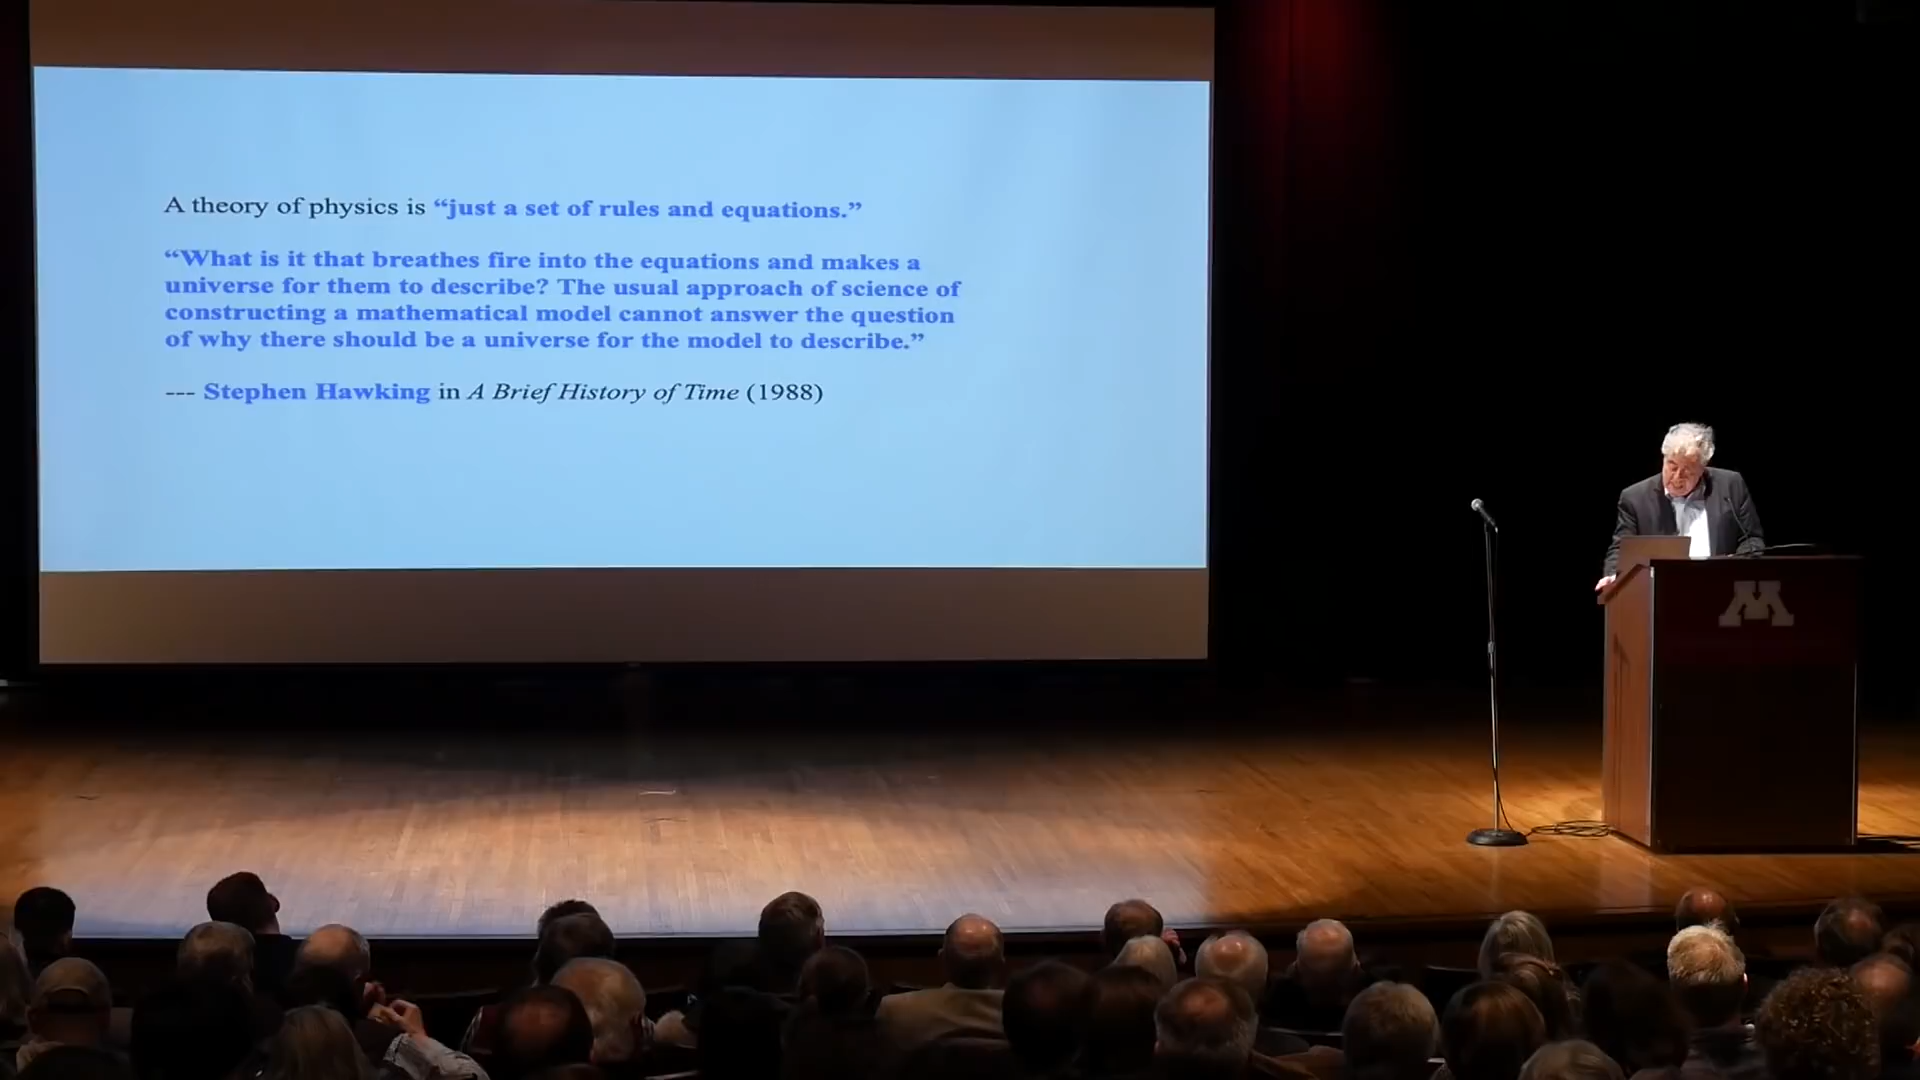 A theory of physics is “just a set of rules and equations.”
“What is it that breathes fire into the equations and makes a
universe for them to describe? The usual approach of science of
constructing a mathematical model cannot answer the question
of why there should be a universe for the model to describe.”
--- Stephen Hawking in A Brief History of Time (1988)
M